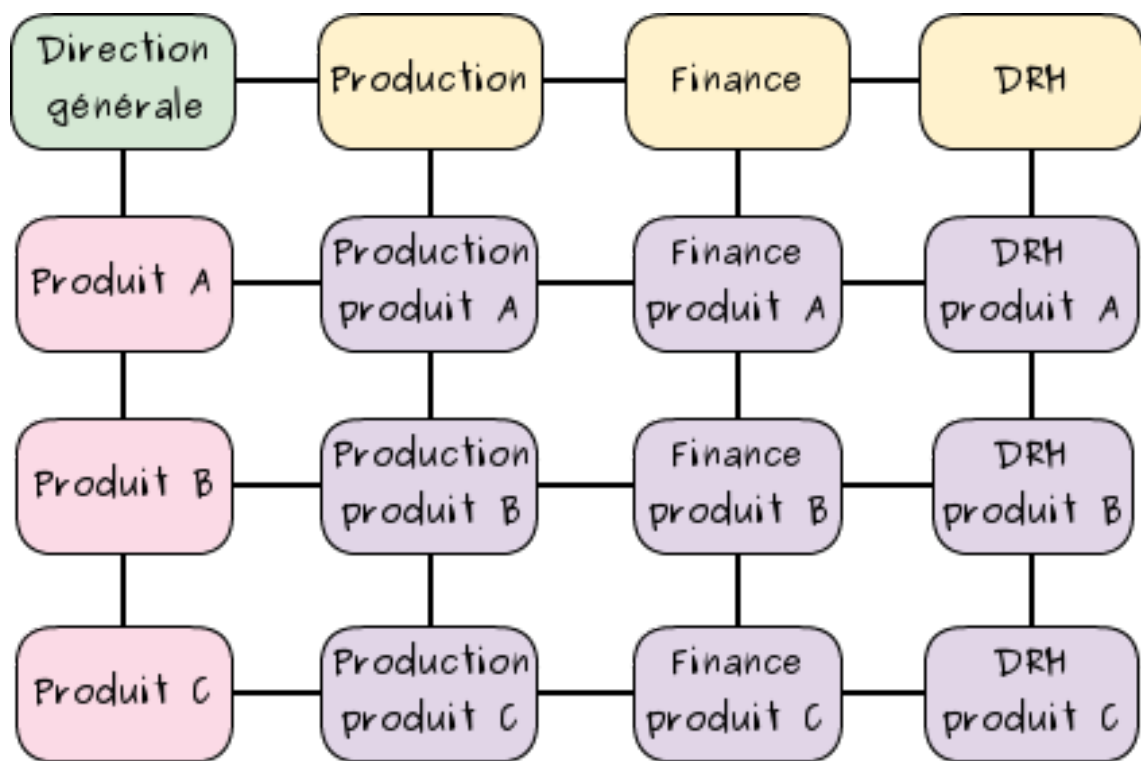 Direction
générale
Production
Finance
DRH
Produit A
Production
produit A
Finance
produit A
DRH
produit A
Produit B
Production
produit B
Finance
produit B
DRH
produit B
Produit C
Production
produit C
Finance
produit C
DRH
produit C